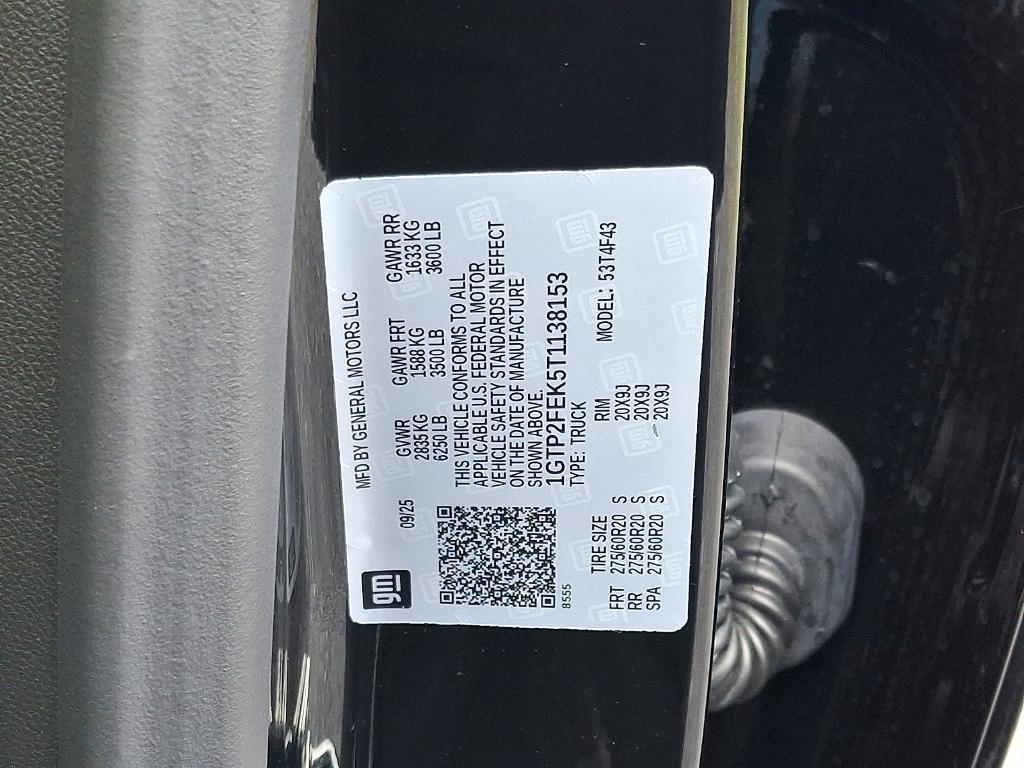 gm
MFD BY GENERAL MOTORS LLC
09/25
GVWR GAWR FRT GAWR RR
2835 KG 1588 KG 1633 KG
6250 LB 3500 LB 3600 LB
THIS VEHICLE CONFORMS TO ALL
APPLICABLE U.S. FEDERAL MOTOR
VEHICLE SAFETY STANDARDS IN EFFECT
ON THE DATE OF MANUFACTURE
SHOWN ABOVE.
1GTP2FEK5T1138153
8555
TYPE: TRUCK
TIRE SIZE RIM MODEL: 53T4F43
FRT 275/60R20 S 20X9J
RR 275/60R20 S 20X9J
SPA 275/60R20 S 20X9J